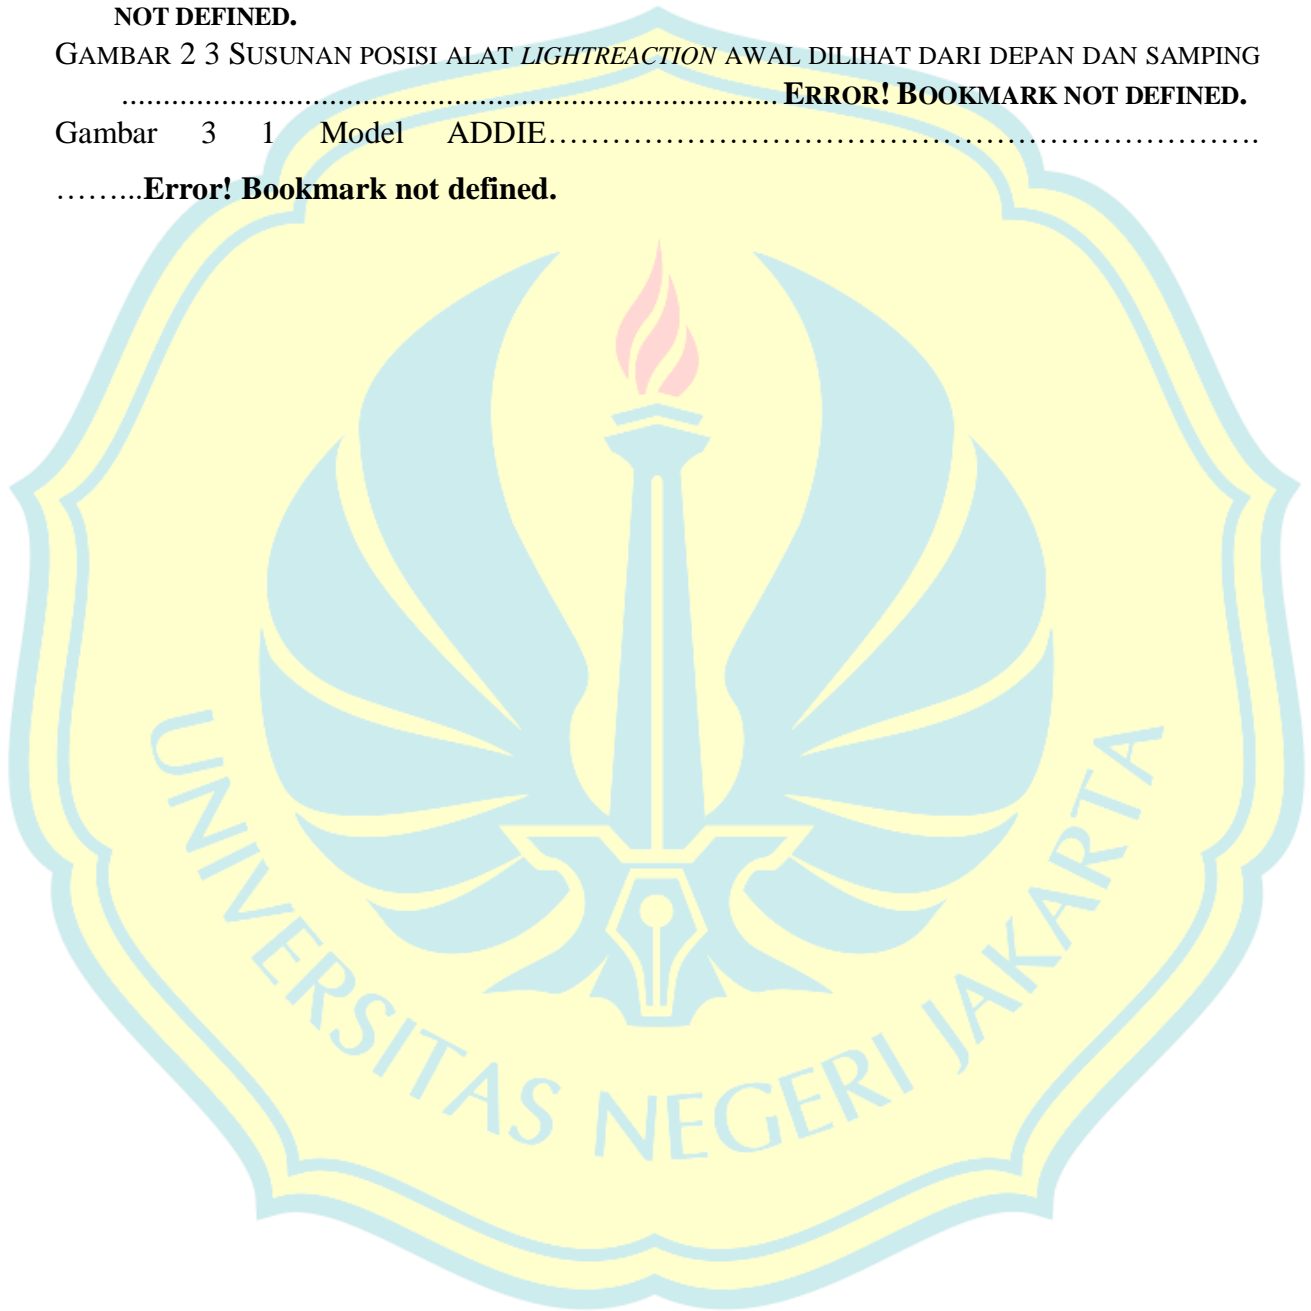 NOT DEFINED.
GAMBAR 2 3 SUSUNAN POSISI ALAT LIGHTREACTION AWAL DILIHAT DARI DEPAN DAN SAMPING
............................................................................... ERROR! BOOKMARK NOT DEFINED.
Gambar 3 1 Model ADDIE……………………………………………………………….
……...Error! Bookmark not defined.
UNIVERSITAS NEGERI JAKARTA